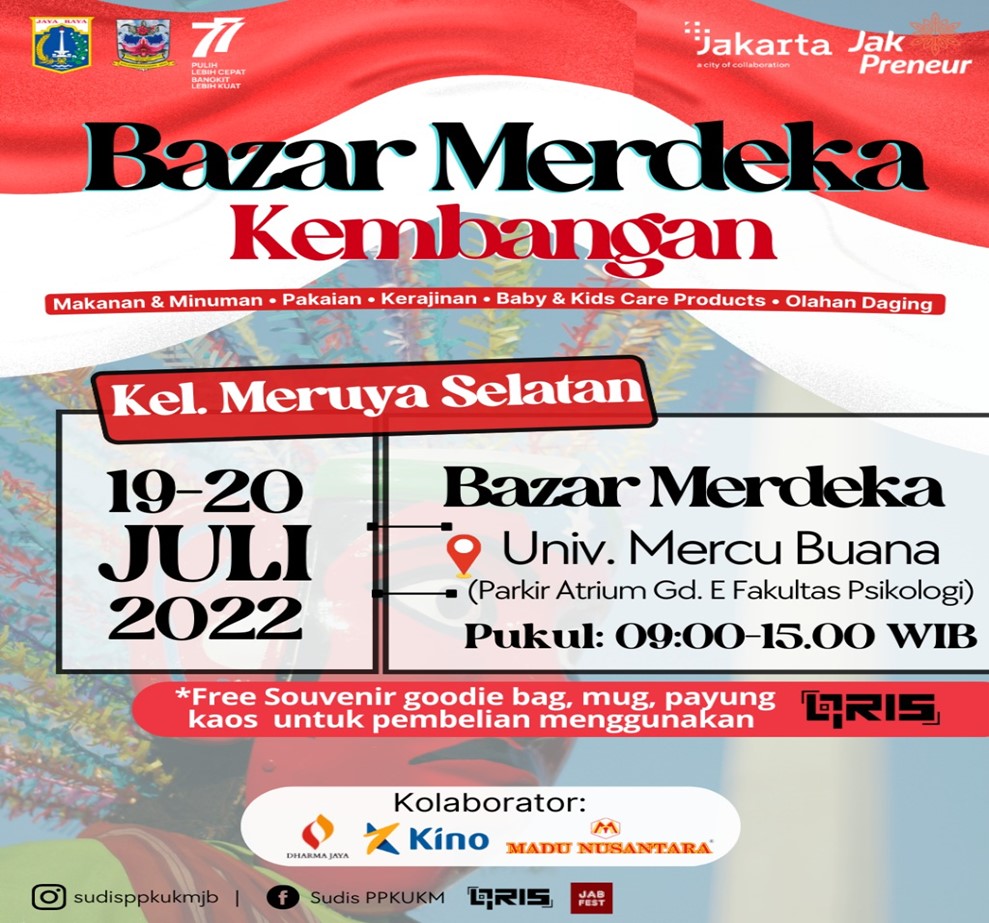 JAYA RAYA
77
PULIH
LEBIH CEPAT
BANGKIT
LEBIH KUAT
Jakarta
a city of collaboration
Jak
Preneur
Bazar Merdeka
Kembangan
Makanan & Minuman • Pakaian • Kerajinan • Baby & Kids Care Products • Olahan Daging
Kel. Meruya Selatan
19-20
JULI
2022
Bazar Merdeka
Univ. Mercu Buana
(Parkir Atrium Gd. E Fakultas Psikologi)
Pukul: 09:00-15.00 WIB
*Free Souvenir goodie bag, mug, payung
kaos untuk pembelian menggunakan
QRIS
Kolaborator:
DHARMA JAYA
Kino
MADU NUSANTARA
sudisppkukmjb | Sudis PPKUKM QRIS
JAB
FEST